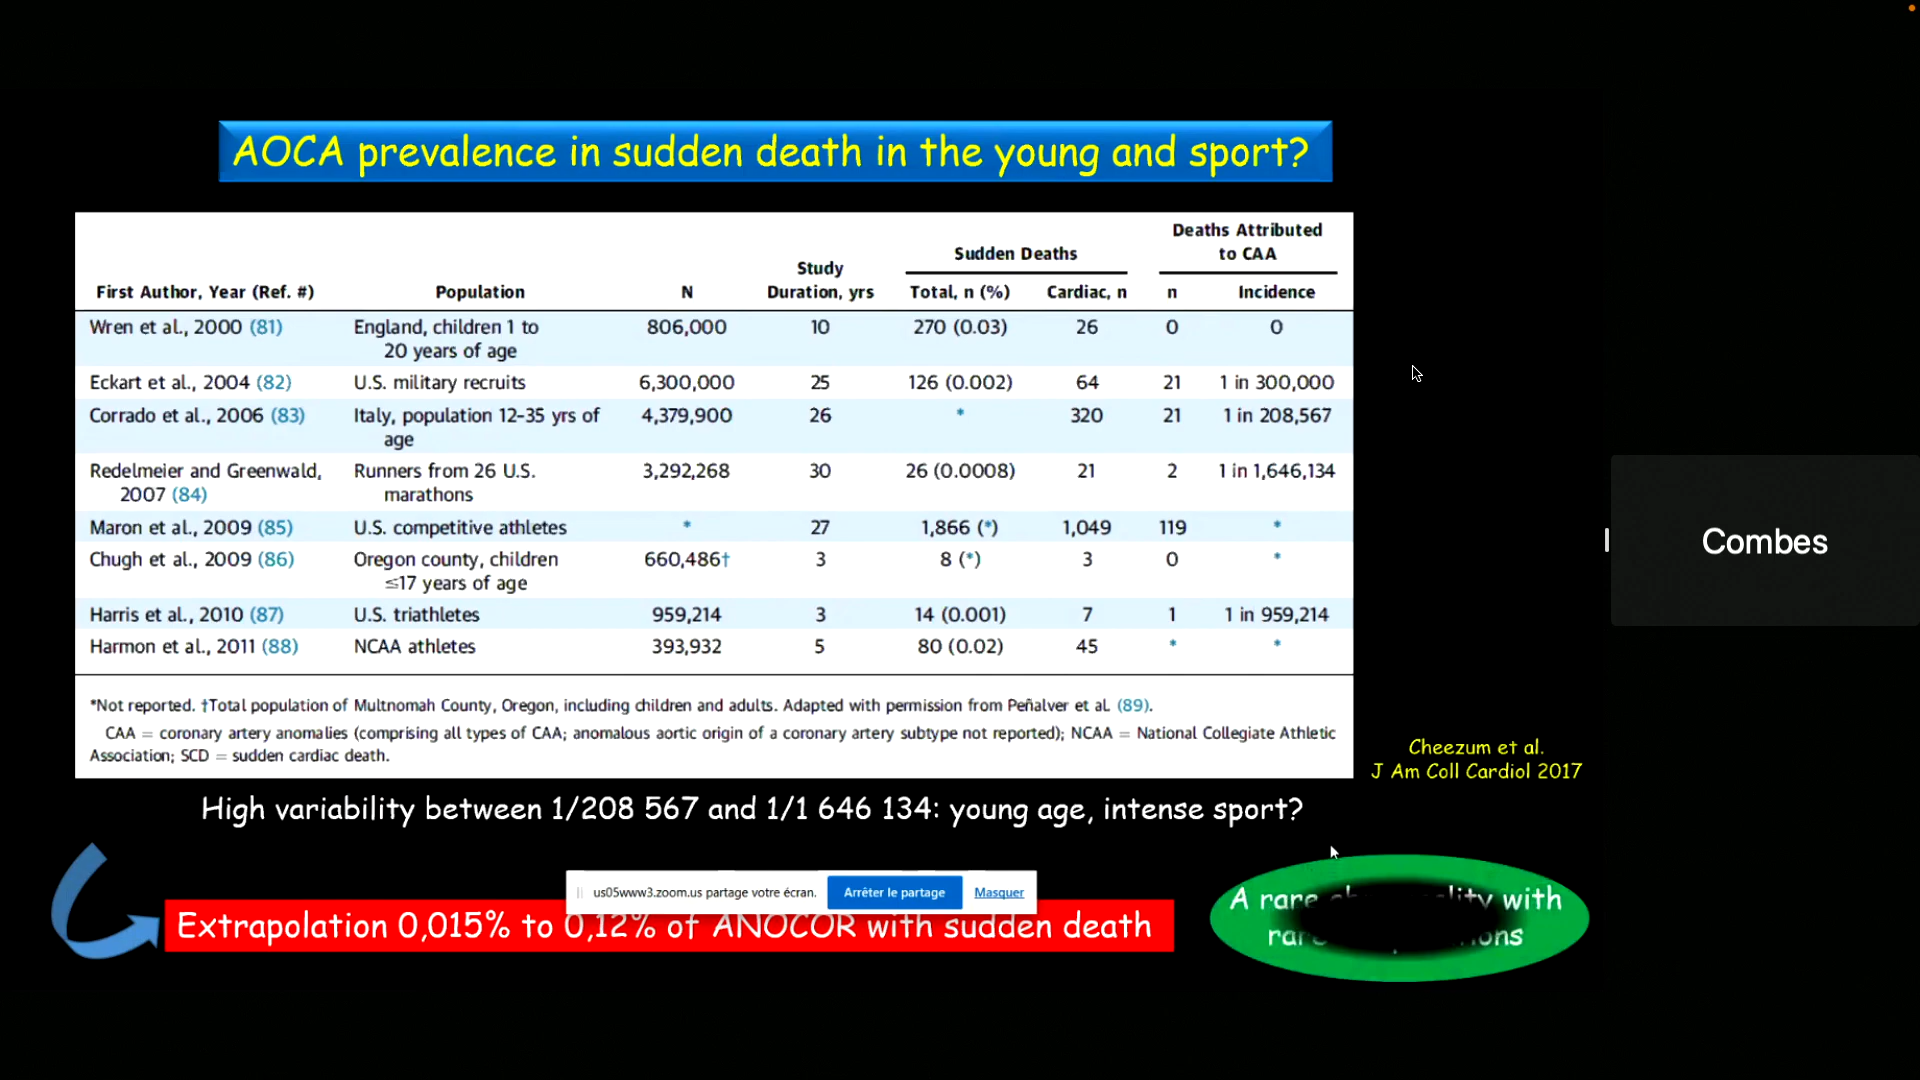 AOCA prevalence in sudden death in the young and sport?
Deaths Attributed
Sudden Deaths to CAA
Study
First Author, Year (Ref. #) Population N Duration, yrs Total, n (%) Cardiac, n n Incidence
Wren et al., 2000 (81) England, children 1 to 806,000 10 270 (0.03) 26 0 0
20 years of age
Eckart et al., 2004 (82) U.S. military recruits 6,300,000 25 126 (0.002) 64 21 1 in 300,000
Corrado et al., 2006 (83) Italy, population 12-35 yrs of 4,379,900 26 * 320 21 1 in 208,567
age
Redelmeier and Greenwald, Runners from 26 U.S. 3,292,268 30 26 (0.0008) 21 2 1 in 1,646,134
2007 (84) marathons
Maron et al., 2009 (85) U.S. competitive athletes * 27 1,866 (*) 1,049 119 *
Chugh et al., 2009 (86) Oregon county, children 660,486† 3 8 (*) 3 0 *
≤17 years of age
Harris et al., 2010 (87) U.S. triathletes 959,214 3 14 (0.001) 7 1 1 in 959,214
Harmon et al., 2011 (88) NCAA athletes 393,932 5 80 (0.02) 45 * *
*Not reported. †Total population of Multnomah County, Oregon, including children and adults. Adapted with permission from Peñalver et al. (89).
CAA = coronary artery anomalies (comprising all types of CAA; anomalous aortic origin of a coronary artery subtype not reported); NCAA = National Collegiate Athletic
Association; SCD = sudden cardiac death.
Cheezum et al.
J Am Coll Cardiol 2017
High variability between 1/208 567 and 1/1 646 134: young age, intense sport?
us05www3.zoom.us partage votre écran. Arrêter le partage Masquer
Extrapolation 0,015% to 0,12% of ANOCOR with sudden death
A rare with
Combes